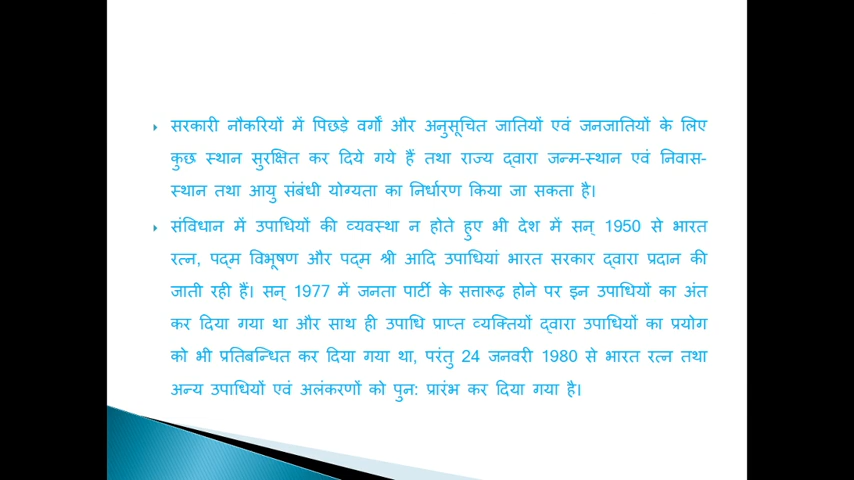 सरकारी नौकरियों में पिछड़े वर्गों और अनुसूचित जातियों एवं जनजातियों के लिए
कुछ स्थान सुरक्षित कर दिये गये हैं तथा राज्य द्वारा जन्म-स्थान एवं निवास-
स्थान तथा आयु संबंधी योग्यता का निर्धारण किया जा सकता है।
संविधान में उपाधियों की व्यवस्था न होते हुए भी देश में सन् 1950 से भारत
रत्न, पद्म विभूषण और पद्म श्री आदि उपाधियां भारत सरकार द्वारा प्रदान की
जाती रही हैं। सन् 1977 में जनता पार्टी के सत्तारूढ़ होने पर इन उपाधियों का अंत
कर दिया गया था और साथ ही उपाधि प्राप्त व्यक्तियों द्वारा उपाधियों का प्रयोग
को भी प्रतिबन्धित कर दिया गया था, परंतु 24 जनवरी 1980 से भारत रत्न तथा
अन्य उपाधियों एवं अलंकरणों को पुन: प्रारंभ कर दिया गया है।